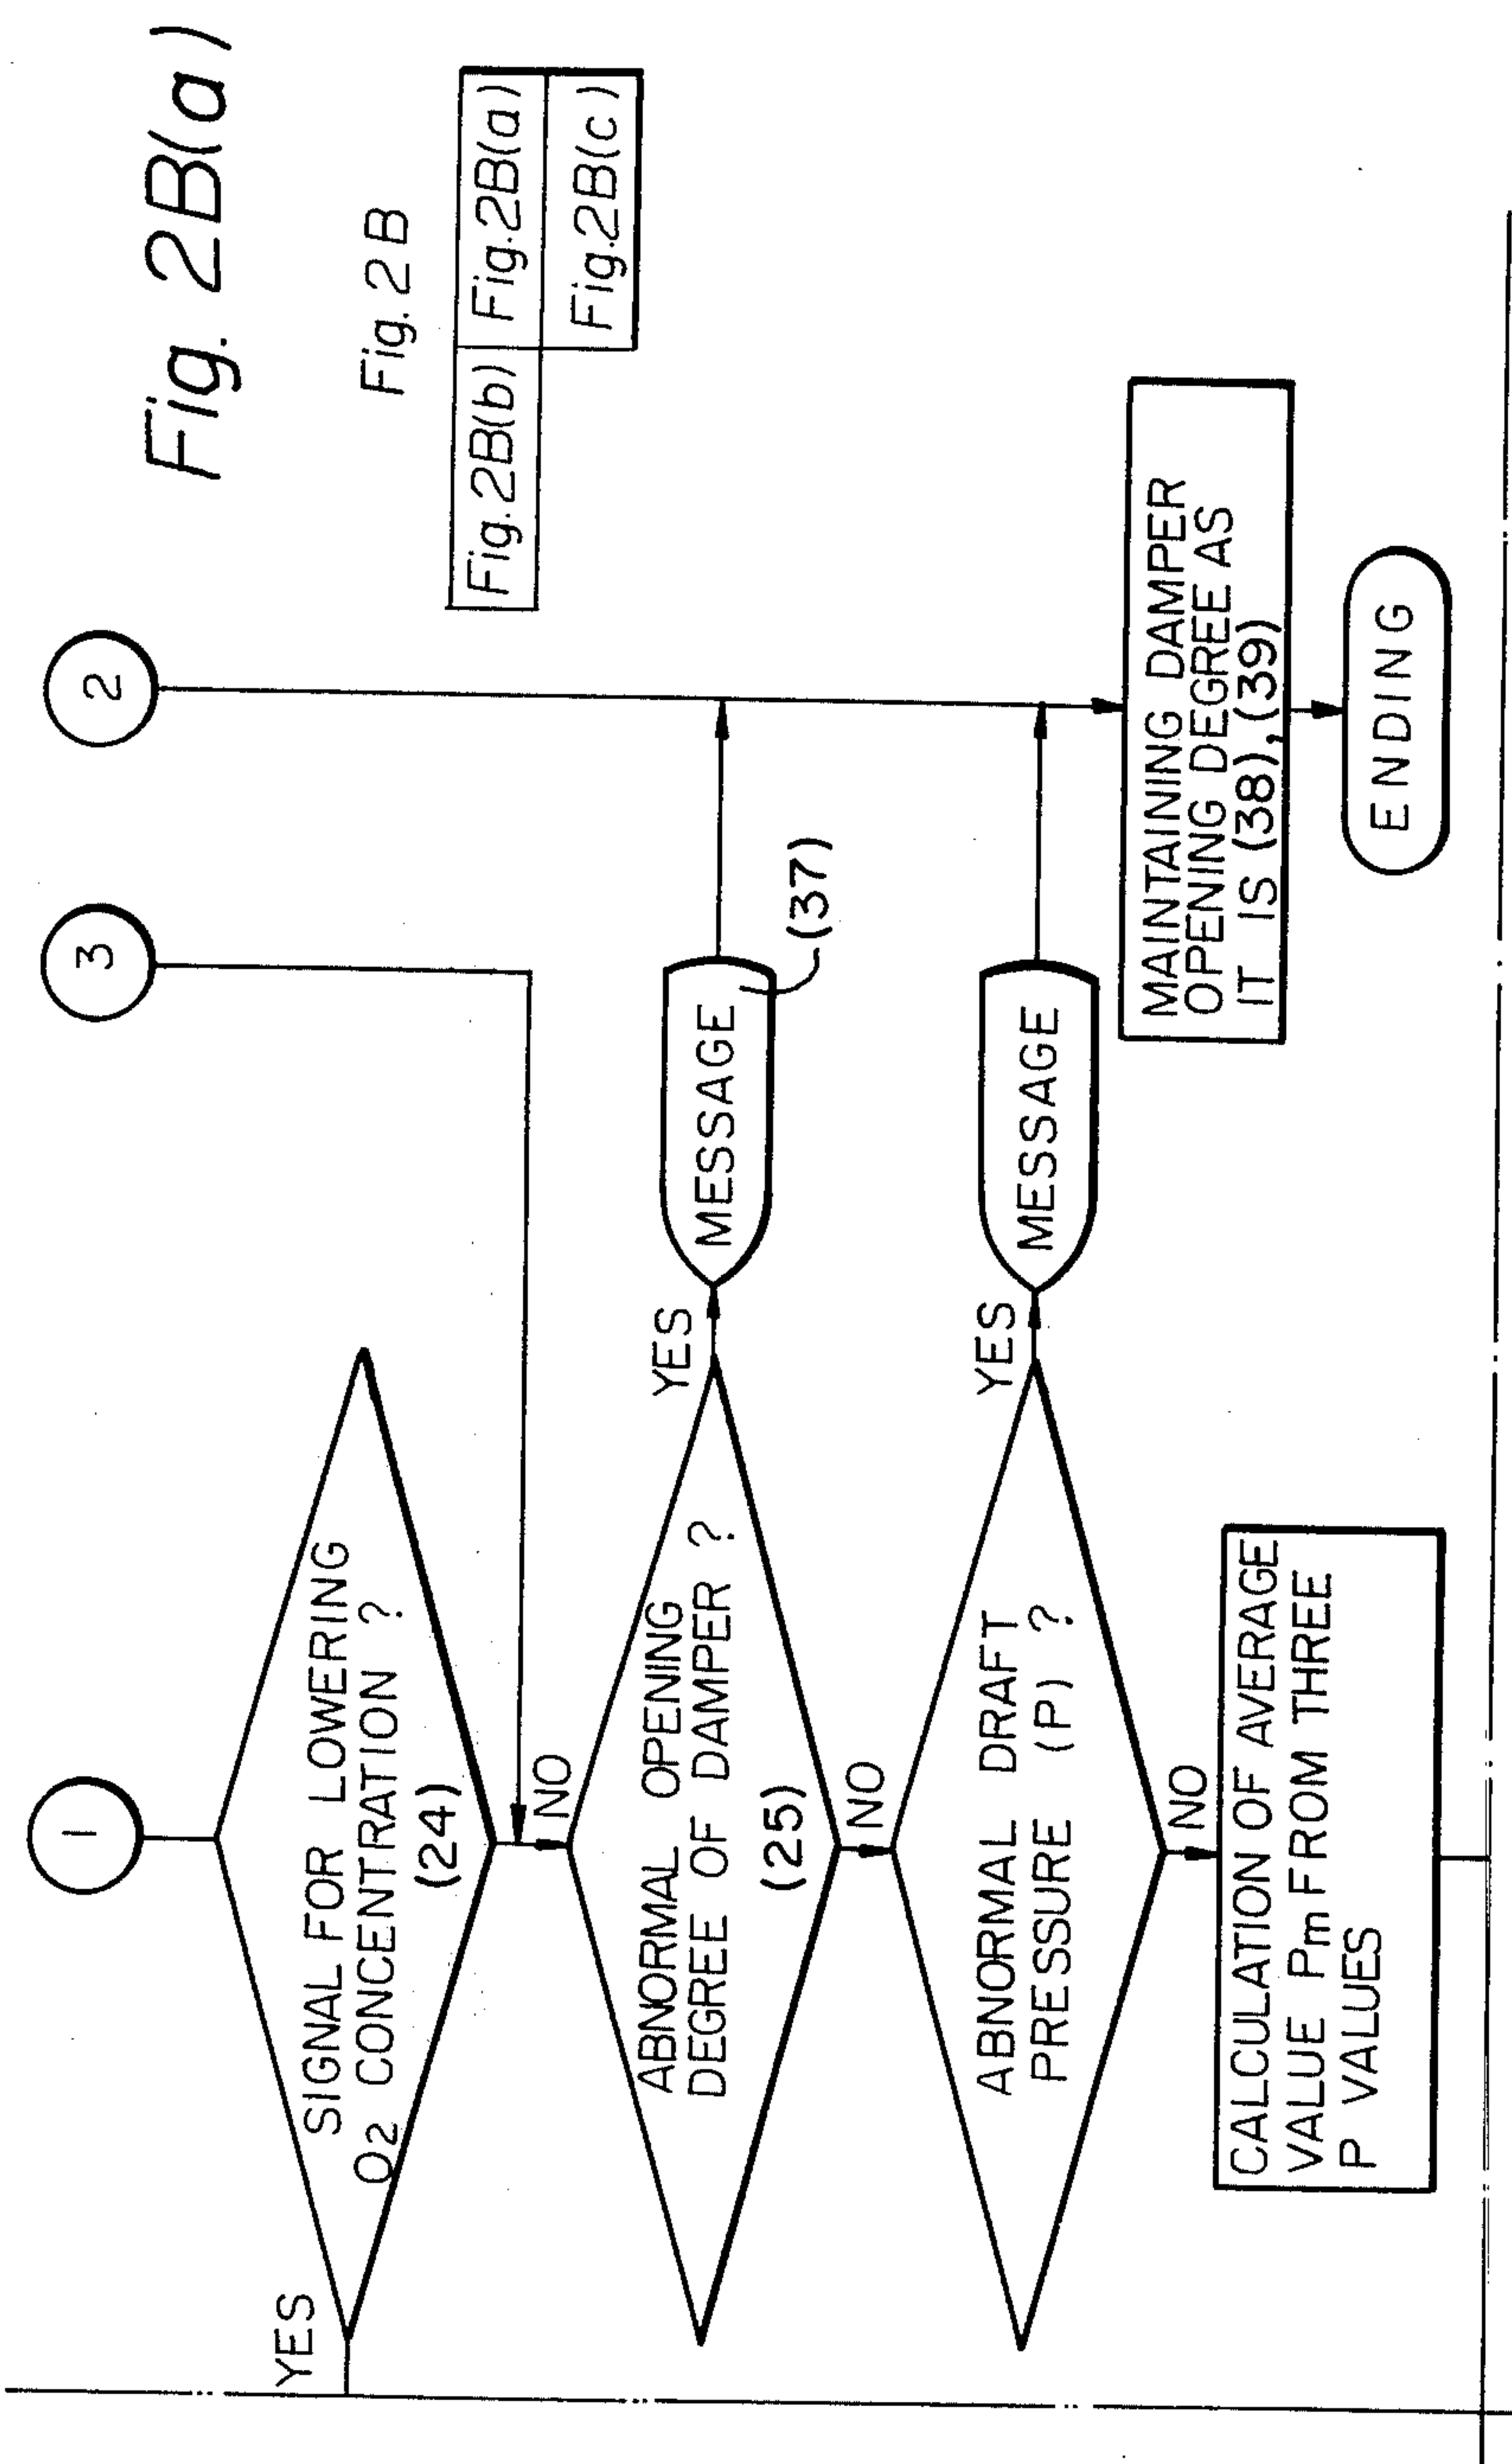 Fig. 2B(a)
Fig. 2B
Fig.2B(b) Fig.2B(a)
Fig.2B(c)
1
3
2
YES
SIGNAL FOR LOWERING
O2 CONCENTRATION ?
(24)
NO
ABNORMAL OPENING
DEGREE OF DAMPER ?
(25)
YES
MESSAGE
(37)
NO
ABNORMAL DRAFT
PRESSURE (P) ?
YES
MESSAGE
NO
CALCULATION OF AVERAGE
VALUE Pm FROM THREE
P VALUES
MAINTAINING DAMPER
OPENING DEGREE AS
IT IS (38),(39)
ENDING